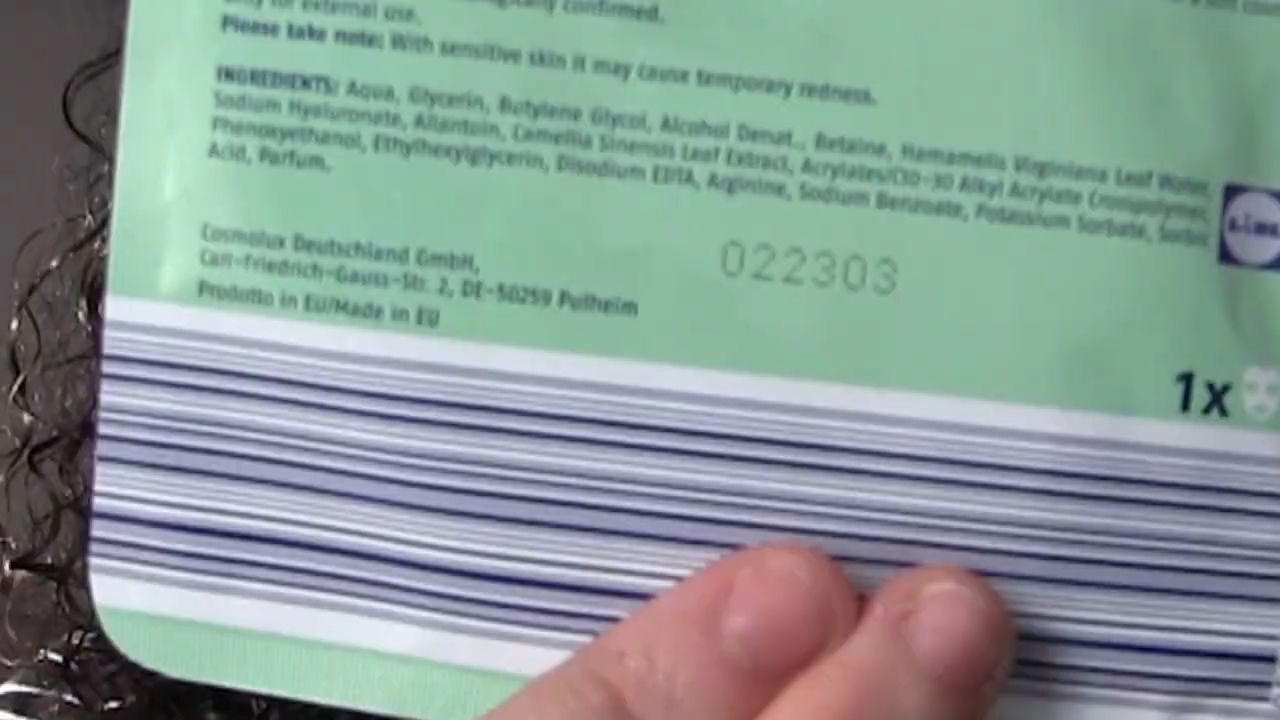 only for external use.
confirmed.
Please take note: With sensitive skin it may cause temporary redness.
INGREDIENTS: Aqua, Glycerin, Butylene Glycol, Alcohol Denat., Betaine, Hamamelis Virginiana Leaf Water,
Sodium Hyaluronate, Allantoin, Camellia Sinensis Leaf Extract, Acrylates/C10-30 Alkyl Acrylate Crosspolymer,
Phenoxyethanol, Ethylhexylglycerin, Disodium EDTA, Arginine, Sodium Benzoate, Potassium Sorbate, Sorbic
Acid, Parfum.
Cosmolux Deutschland GmbH,
Carl-Friedrich-Gauss-Str. 2, DE-50259 Pulheim
Prodotto in EU/Made in EU
022303
1x